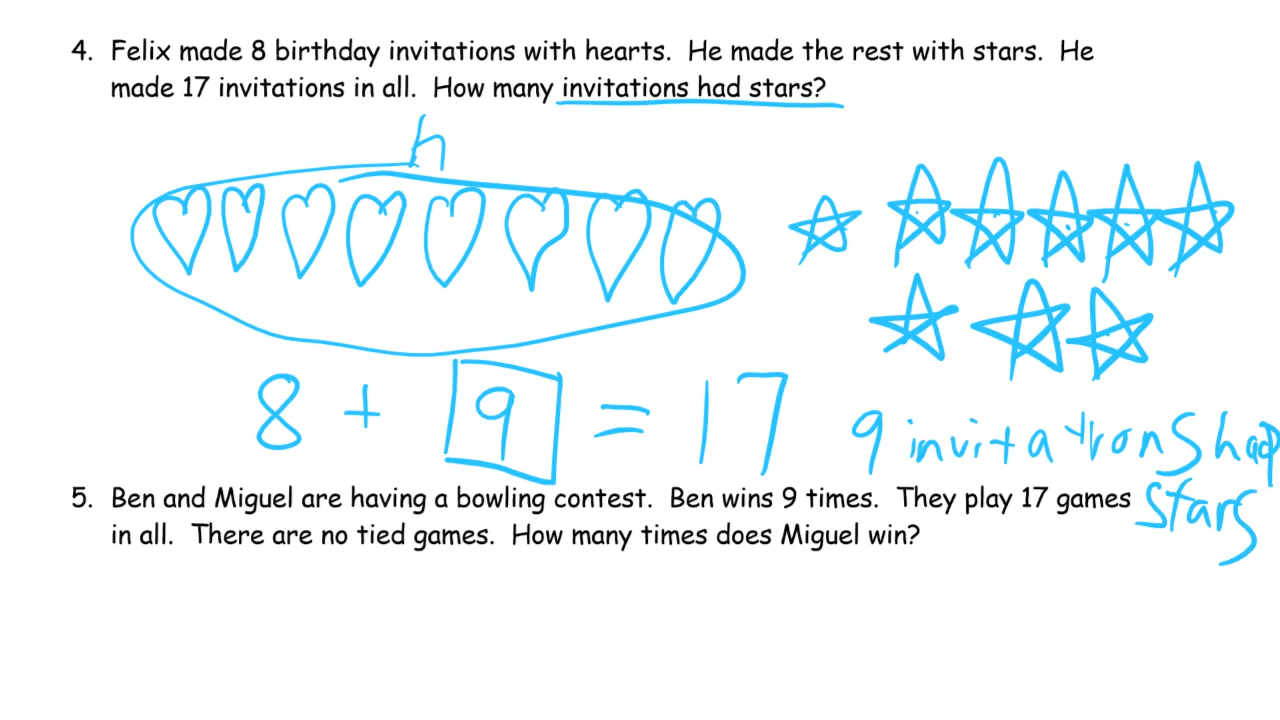 4. Felix made 8 birthday invitations with hearts. He made the rest with stars. He
made 17 invitations in all. How many invitations had stars?
h
8 + 9 = 17
9 invitations had
stars
5. Ben and Miguel are having a bowling contest. Ben wins 9 times. They play 17 games
in all. There are no tied games. How many times does Miguel win?